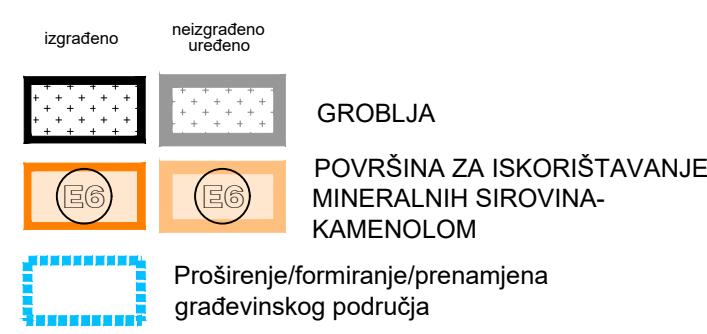 izgrađeno
neizgrađeno
uređeno
GROBLJA
E6
E6
POVRŠINA ZA ISKORIŠTAVANJE
MINERALNIH SIROVINA-
KAMENOLOM
Proširenje/formiranje/prenamjena
građevinskog područja